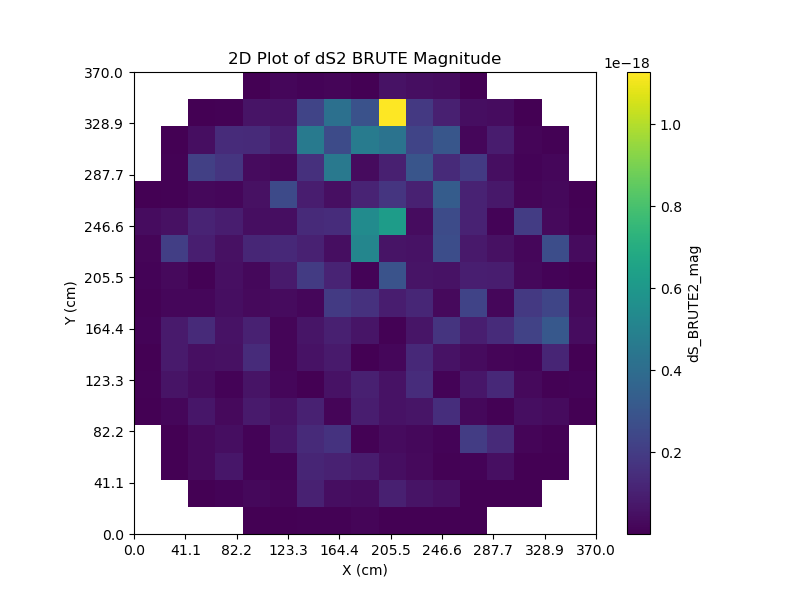 2D Plot of dS2 BRUTE Magnitude
1e−18
370.0
328.9
287.7
246.6
205.5
164.4
123.3
82.2
41.1
0.0
Y (cm)
0.0 41.1 82.2 123.3 164.4 205.5 246.6 287.7 328.9 370.0
X (cm)
1.0
0.8
0.6
0.4
0.2
dS_BRUTE2_mag